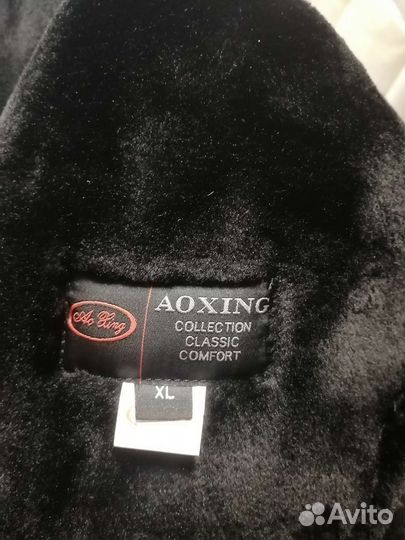 Ao Xing
AOXING
COLLECTION
CLASSIC
COMFORT
XL
Avito